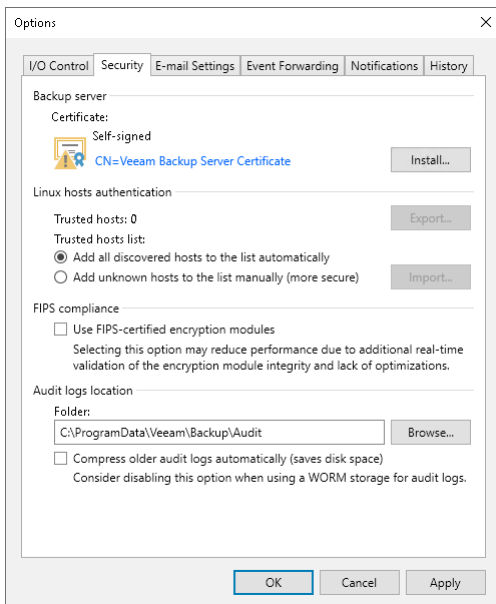 Options
I/O Control
Security
E-mail Settings
Event Forwarding
Notifications
History
Backup server
Certificate:
Self-signed
CN=Veeam Backup Server Certificate
Install...
Linux hosts authentication
Trusted hosts: 0
Export...
Trusted hosts list:
Add all discovered hosts to the list automatically
Add unknown hosts to the list manually (more secure)
Import...
FIPS compliance
Use FIPS-certified encryption modules
Selecting this option may reduce performance due to additional real-time
validation of the encryption module integrity and lack of optimizations.
Audit logs location
Folder:
C:\ProgramData\Veeam\Backup\Audit
Browse...
Compress older audit logs automatically (saves disk space)
Consider disabling this option when using a WORM storage for audit logs.
OK
Cancel
Apply